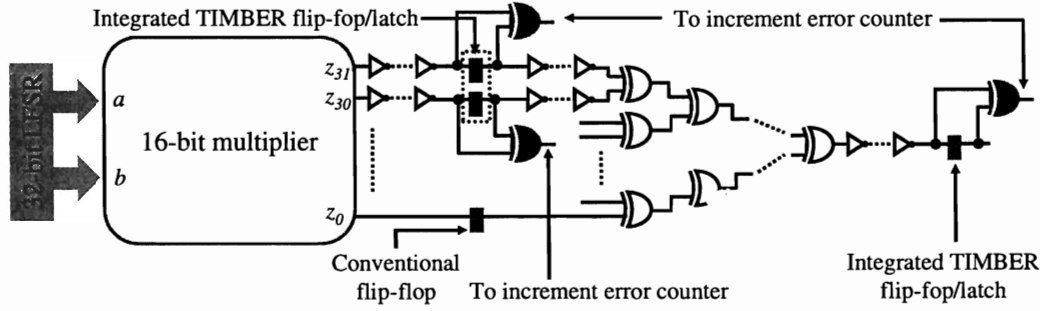 Integrated TIMBER flip-fop/latch
To increment error counter
32-bit LFSR
a
b
16-bit multiplier
z31
z30
z0
Conventional
flip-flop
To increment error counter
Integrated TIMBER
flip-fop/latch